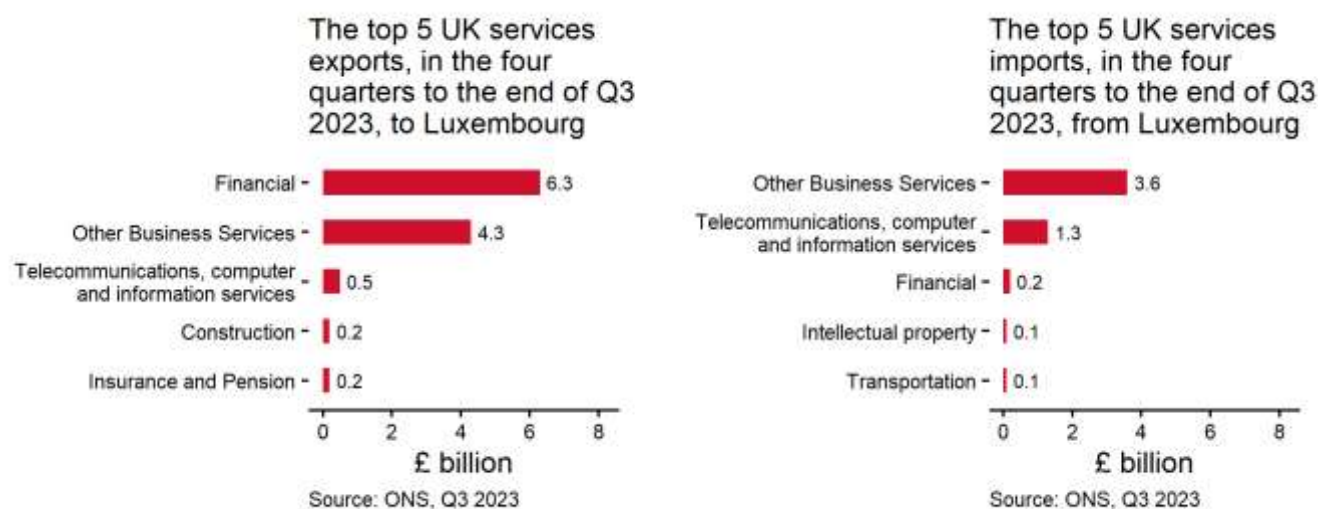 The top 5 UK services
exports, in the four
quarters to the end of Q3
2023, to Luxembourg
Financial
6.3
Other Business Services
4.3
Telecommunications, computer
and information services
0.5
Construction
0.2
Insurance and Pension
0.2
0 2 4 6 8
£ billion
Source: ONS, Q3 2023
The top 5 UK services
imports, in the four
quarters to the end of Q3
2023, from Luxembourg
Other Business Services
3.6
Telecommunications, computer
and information services
1.3
Financial
0.2
Intellectual property
0.1
Transportation
0.1
0 2 4 6 8
£ billion
Source: ONS, Q3 2023